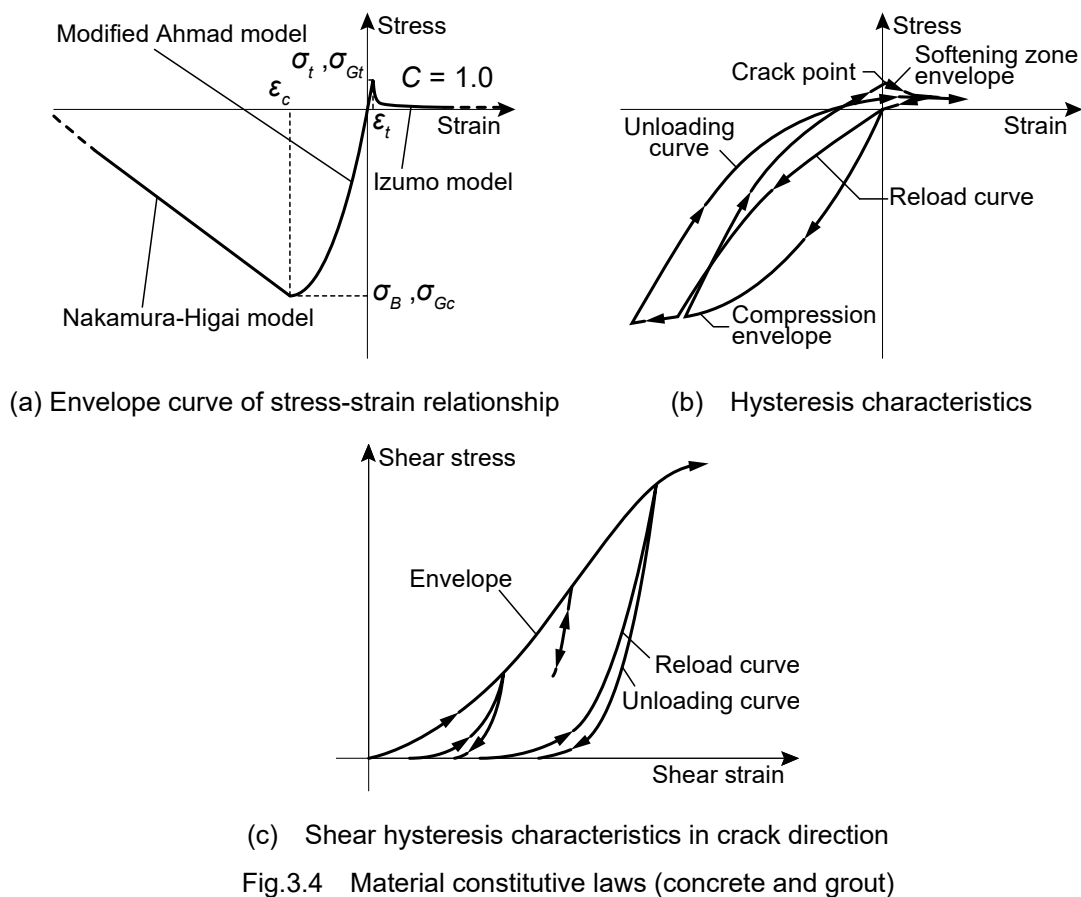 Stress
Modified Ahmad model
σt ,σGt
C = 1.0
εc
εt
Strain
Izumo model
σB ,σGc
Nakamura-Higai model
(a) Envelope curve of stress-strain relationship
Stress
Softening zone
envelope
Crack point
Strain
Unloading
curve
Reload curve
Compression
envelope
(b) Hysteresis characteristics
Shear stress
Envelope
Reload curve
Unloading curve
Shear strain
(c) Shear hysteresis characteristics in crack direction
Fig.3.4 Material constitutive laws (concrete and grout)